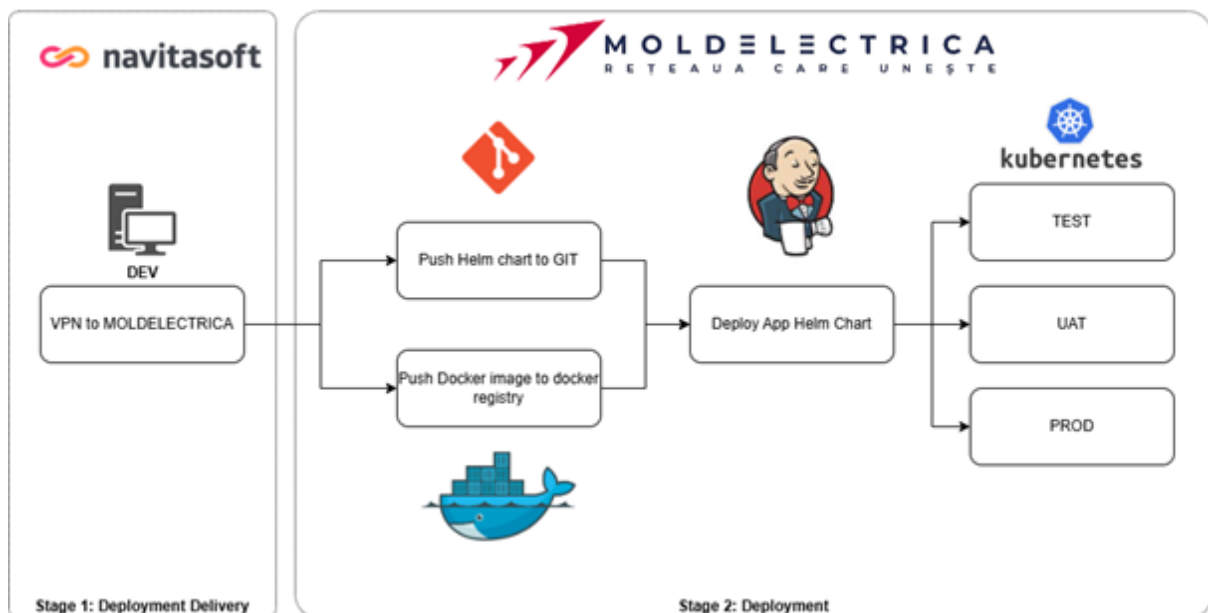 navitasoft
MOLDELECTRICA
REȚEAUA CARE UNEȘTE
kubernetes
DEV
VPN to MOLDELECTRICA
Push Helm chart to GIT
Push Docker image to docker
registry
Deploy App Helm Chart
TEST
UAT
PROD
Stage 1: Deployment Delivery
Stage 2: Deployment